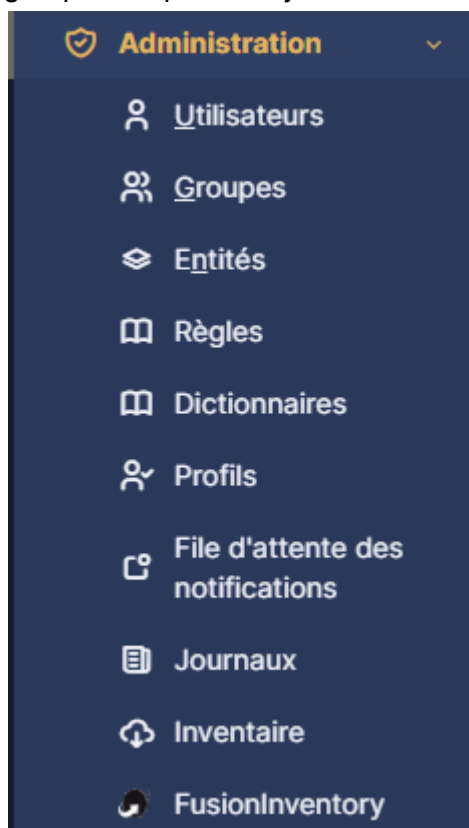 Administration
Utilisateurs
Groupes
Entités
Règles
Dictionnaires
Profils
File d'attente des
notifications
Journaux
Inventaire
FusionInventory